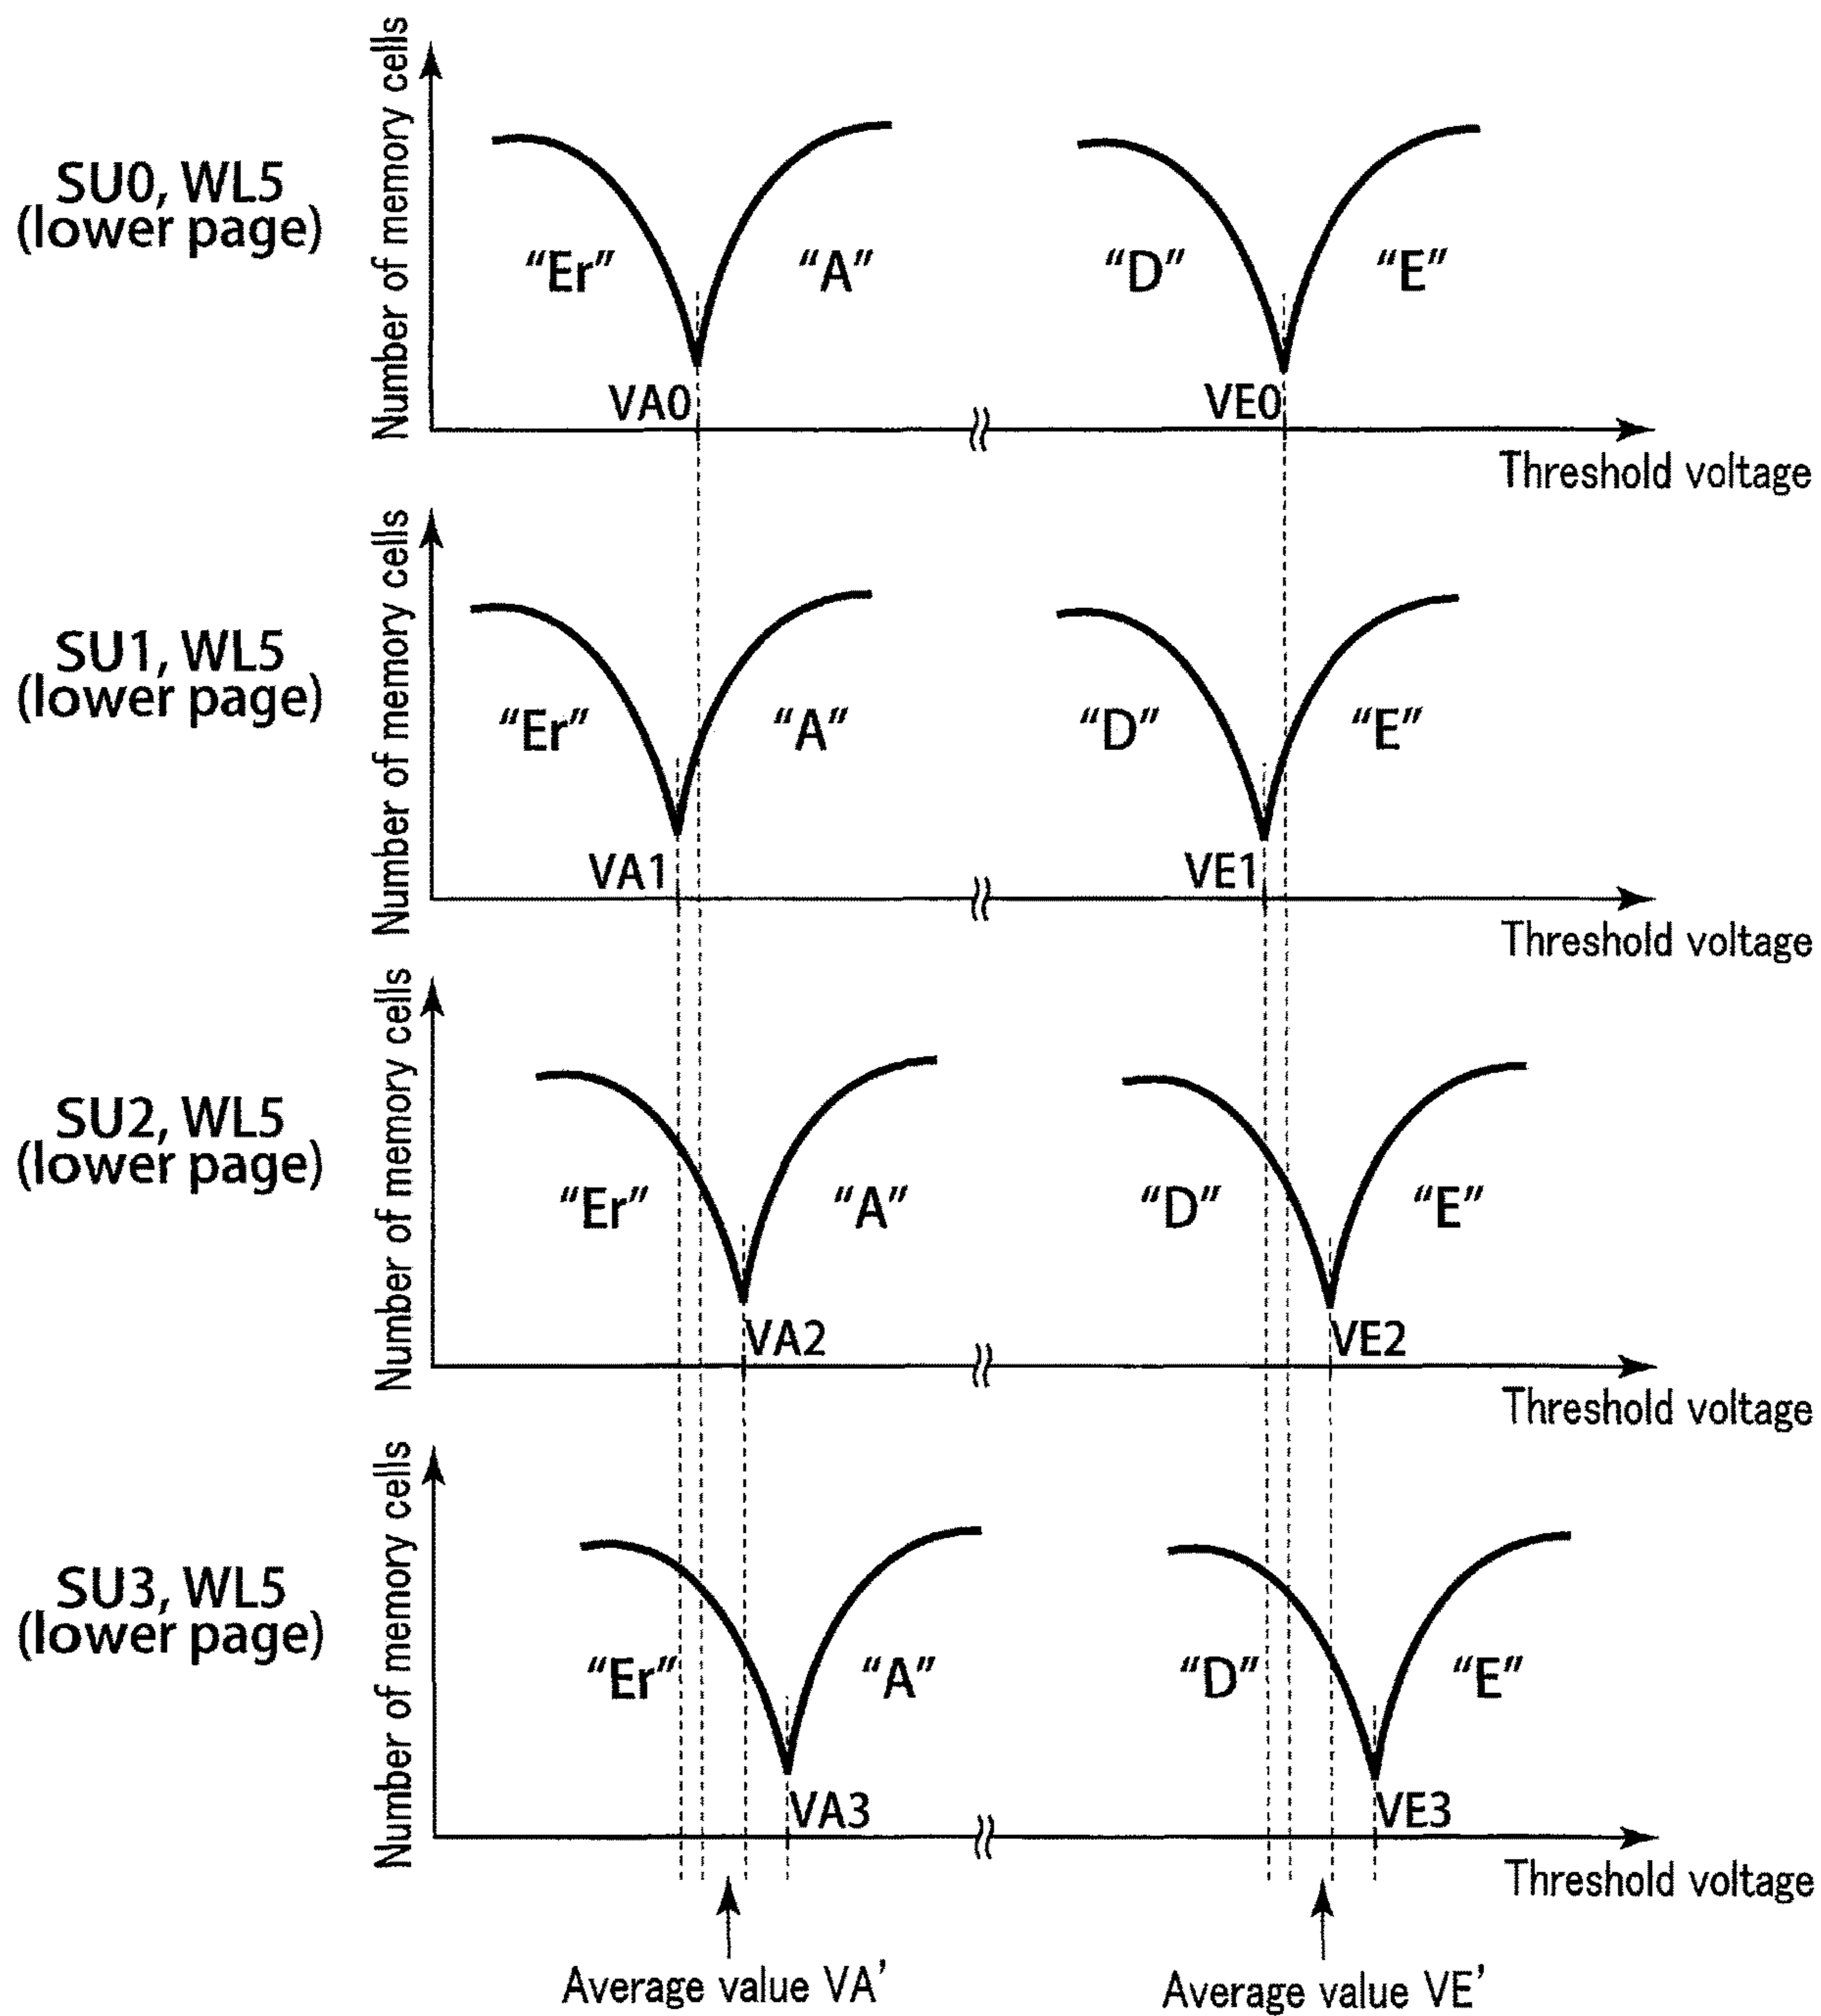 Number of memory cells
SU0, WL5
(lower page)
“Er”
“A”
“D”
“E”
VA0
VE0
Threshold voltage
Number of memory cells
SU1, WL5
(lower page)
“Er”
“A”
“D”
“E”
VA1
VE1
Threshold voltage
Number of memory cells
SU2, WL5
(lower page)
“Er”
“A”
“D”
“E”
VA2
VE2
Threshold voltage
Number of memory cells
SU3, WL5
(lower page)
“Er”
“A”
“D”
“E”
VA3
VE3
Threshold voltage
Average value VA’
Average value VE’